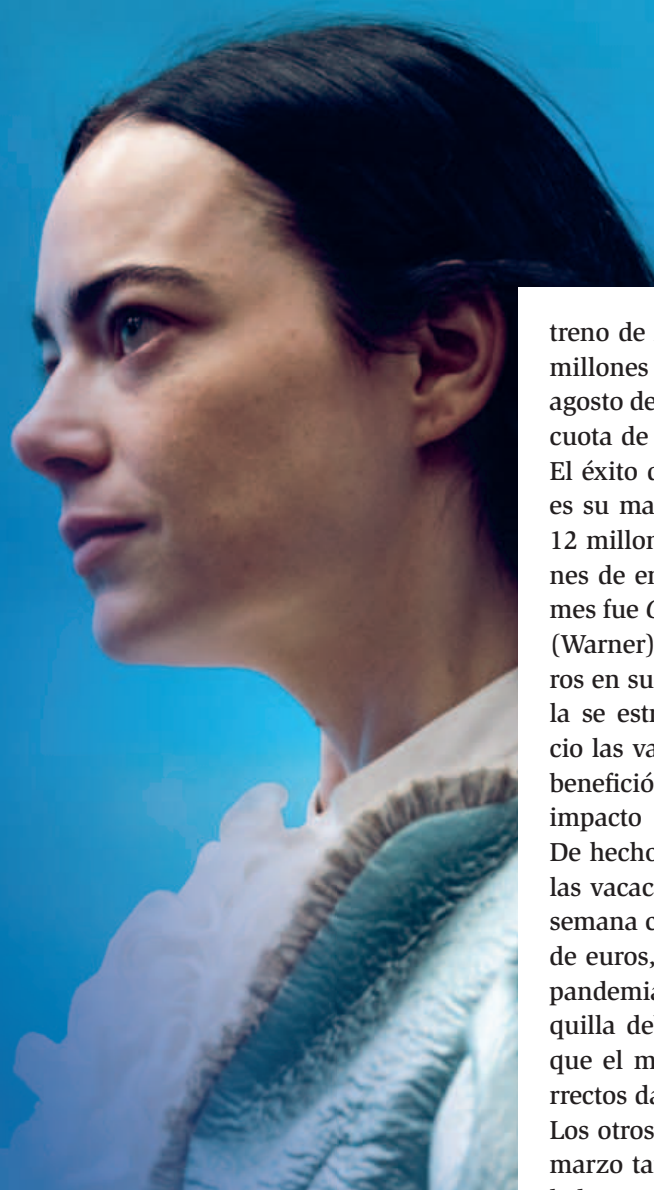 treno de
millones
agosto de
cuota de
El éxito
es su ma
12 millon
nes de en
mes fue
(Warner)
ros en su
la se estr
cio las va
benefició
impacto
De hecho
las vacac
semana c
de euros,
pandemia
quilla de
que el m
rrectos da
Los otros
marzo ta